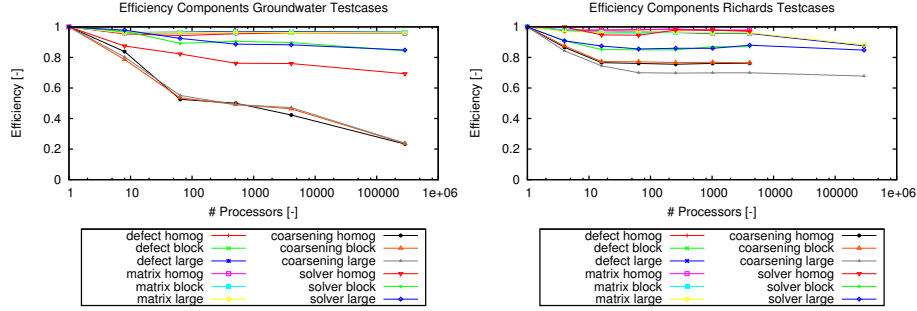 Efficiency Components Groundwater Testcases
Efficiency [-]
1
0.8
0.6
0.4
0.2
0
1
10
100
1000
10000
100000
1e+06
# Processors [-]
defect homog
defect block
defect large
matrix homog
matrix block
matrix large
coarsening homog
coarsening block
coarsening large
solver homog
solver block
solver large
Efficiency Components Richards Testcases
Efficiency [-]
1
0.8
0.6
0.4
0.2
0
1
10
100
1000
10000
100000
1e+06
# Processors [-]
defect homog
defect block
defect large
matrix homog
matrix block
matrix large
coarsening homog
coarsening block
coarsening large
solver homog
solver block
solver large